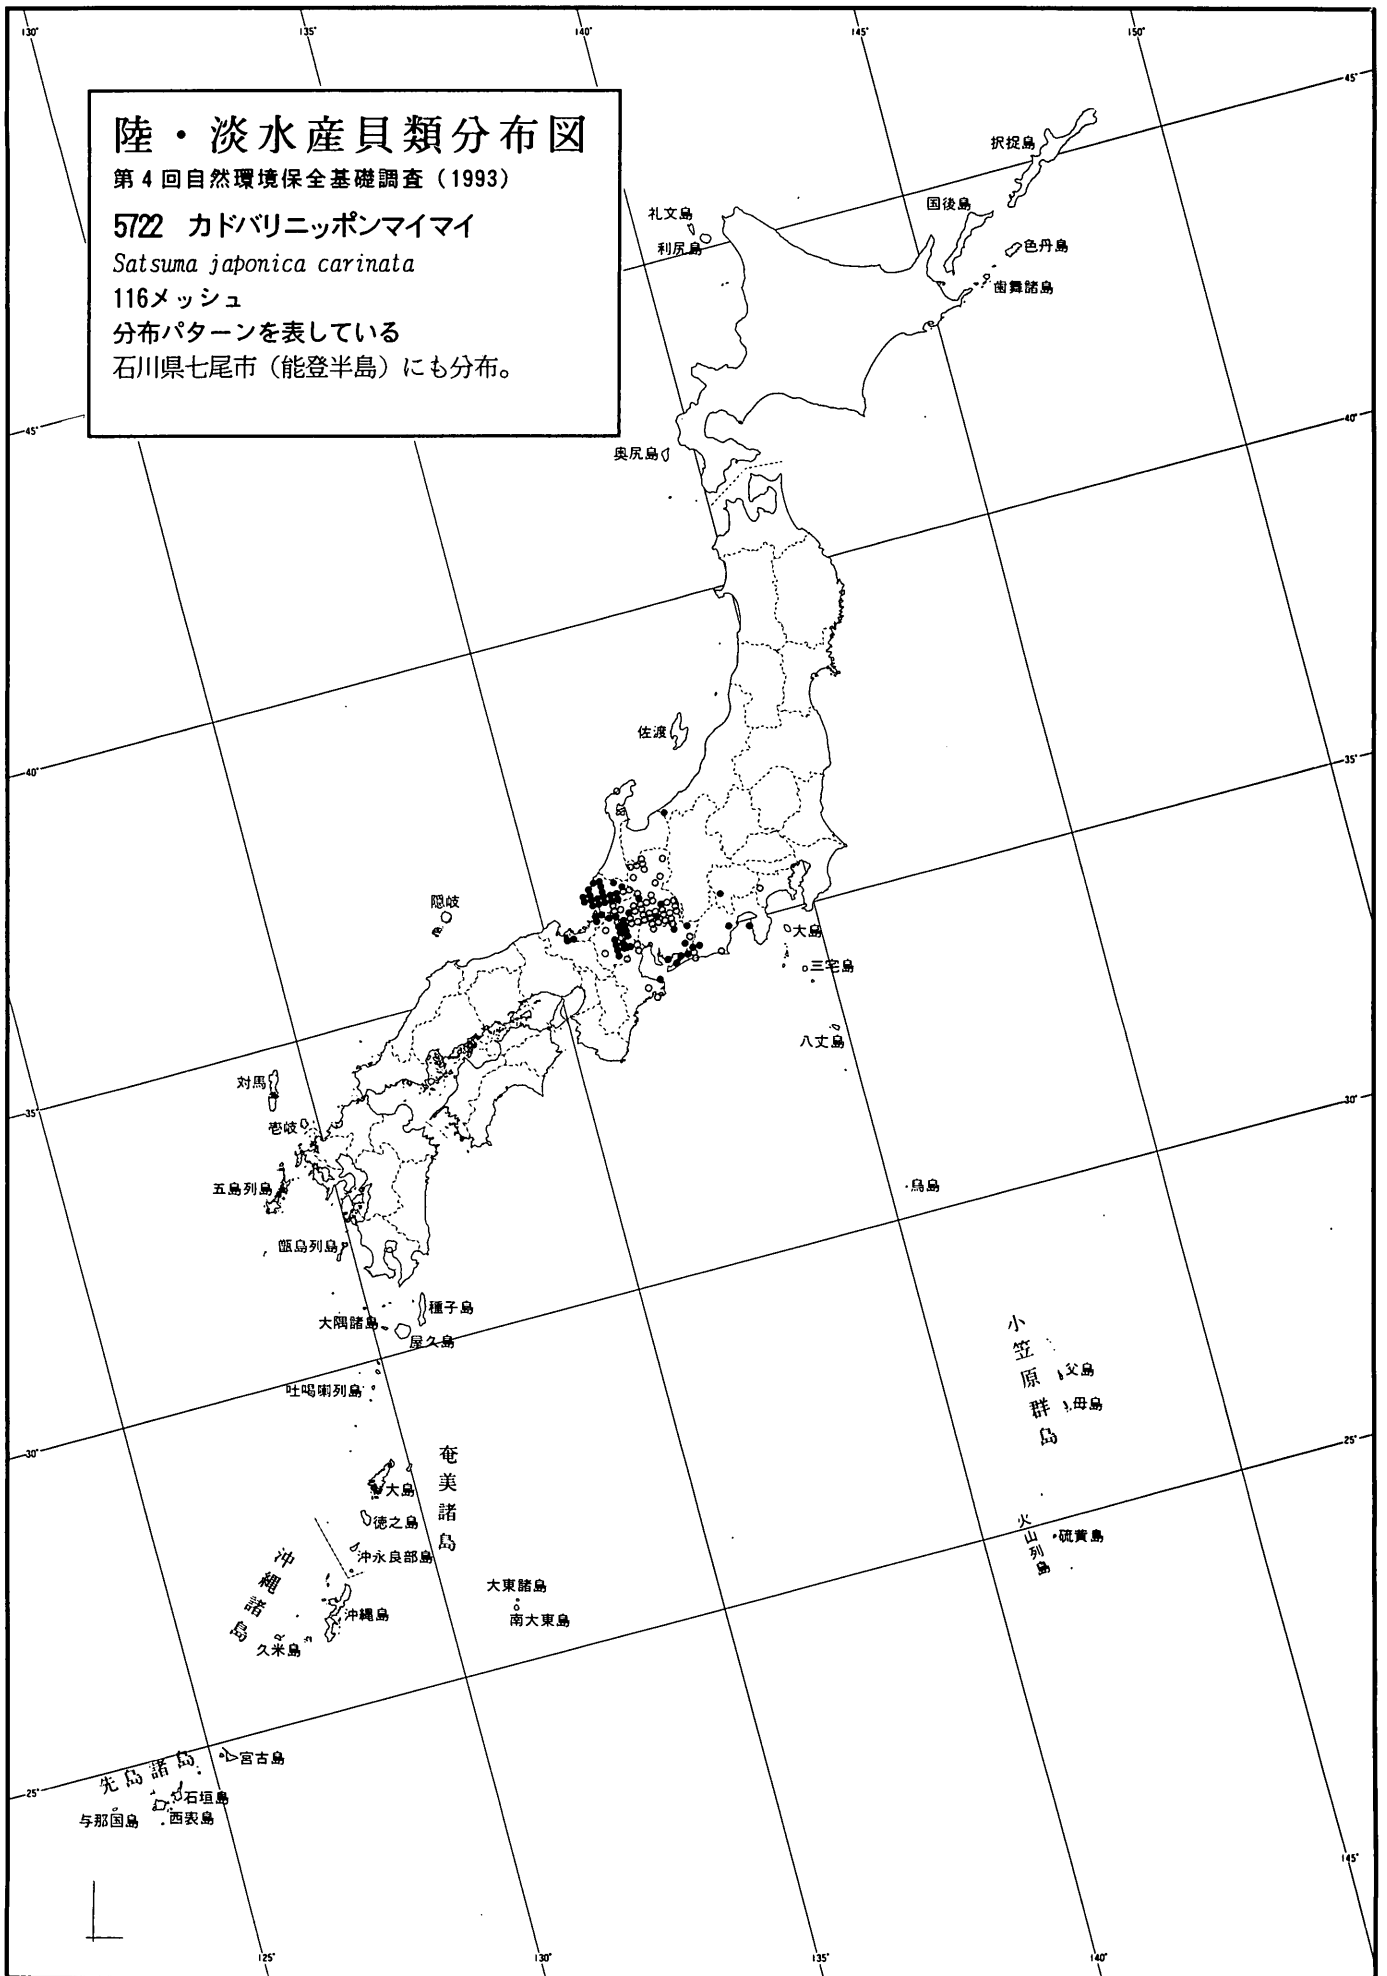 130°
135°
140°
145°
150°
45°
陸・淡水産貝類分布図
第4回自然環境保全基礎調査(1993)
5722 カドバリニッポンマイマイ
Satsuma japonica carinata
116メッシュ
分布パターンを表している
石川県七尾市(能登半島)にも分布。
択捉島
国後島
礼文島
利尻島
色丹島
歯舞諸島
40°
45°
奥尻島
佐渡
35°
40°
隠岐
大島
三宅島
八丈島
対馬
35°
30°
壱岐
五島列島
鳥島
甑島列島
種子島
大隅諸島
屋久島
小笠原群島
父島
母島
吐喝喇列島
30°
25°
奄美諸島
大島
徳之島
沖永良部島
火山列島
硫黄島
沖縄諸島
沖縄島
久米島
大東諸島
南大東島
先島諸島
宮古島
25°
石垣島
西表島
与那国島
145°
125°
130°
135°
140°